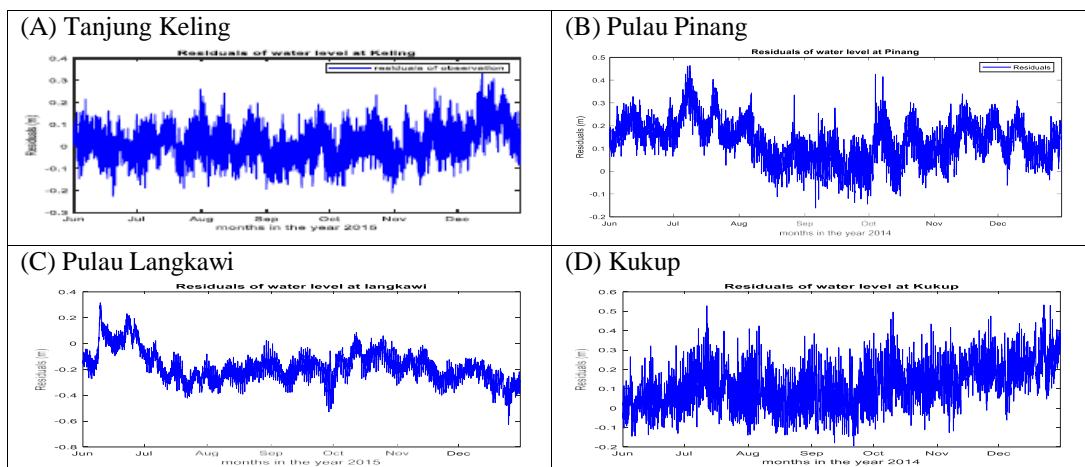 (A) Tanjung Keling
Residuals of water level at Keling
residuals of observation
Residuals (m)
0.4
0.3
0.2
0.1
0
-0.1
-0.2
-0.3
Jun Jul Aug Sep Oct Nov Dec
months in the year 2015
(B) Pulau Pinang
Residuals of water level at Pinang
Residuals
Residuals (m)
0.5
0.4
0.3
0.2
0.1
0
-0.1
0.2
Jun Jul Aug Sep Oct Nov Dec
months in the year 2014
(C) Pulau Langkawi
Residuals of water level at langkawi
Residuals (m)
0.4
0.2
0
-0.2
-0.4
-0.6
-0.8
Jun Jul Aug Sep Oct Nov Dec
months in the year 2015
(D) Kukup
Residuals of water level at Kukup
Residuals (m)
0.6
0.5
0.4
0.3
0.2
0.1
0
-0.1
-0.2
Jun Jul Aug Sep Oct Nov Dec
months in the year 2014